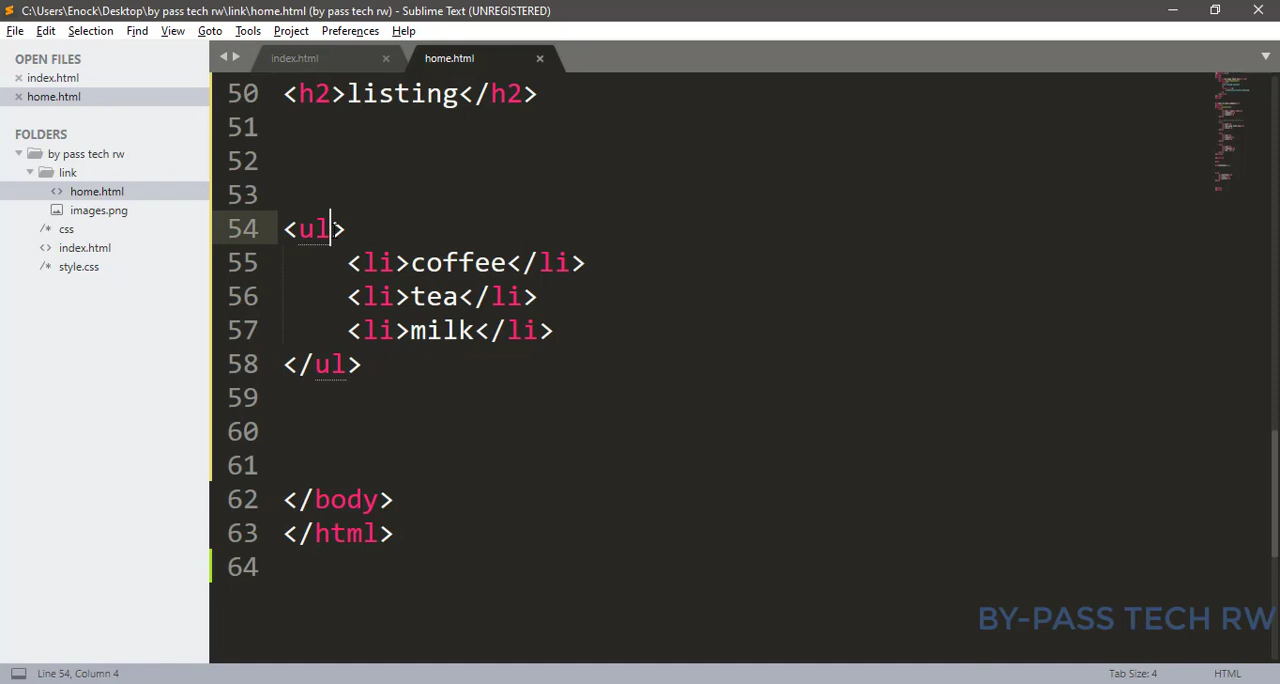 C:\Users\Enock\Desktop\by pass tech rw\link\home.html (by pass tech rw) - Sublime Text (UNREGISTERED)
File Edit Selection Find View Goto Tools Project Preferences Help
OPEN FILES
index.html
home.html
FOLDERS
by pass tech rw
link
home.html
images.png
/* css
index.html
/* style.css
index.html home.html
50 <h2>listing</h2>
51
52
53
54 <ul>
55 <li>coffee</li>
56 <li>tea</li>
57 <li>milk</li>
58 </ul>
59
60
61
62 </body>
63 </html>
64
BY-PASS TECH RW
Line 54, Column 4 Tab Size: 4 HTML